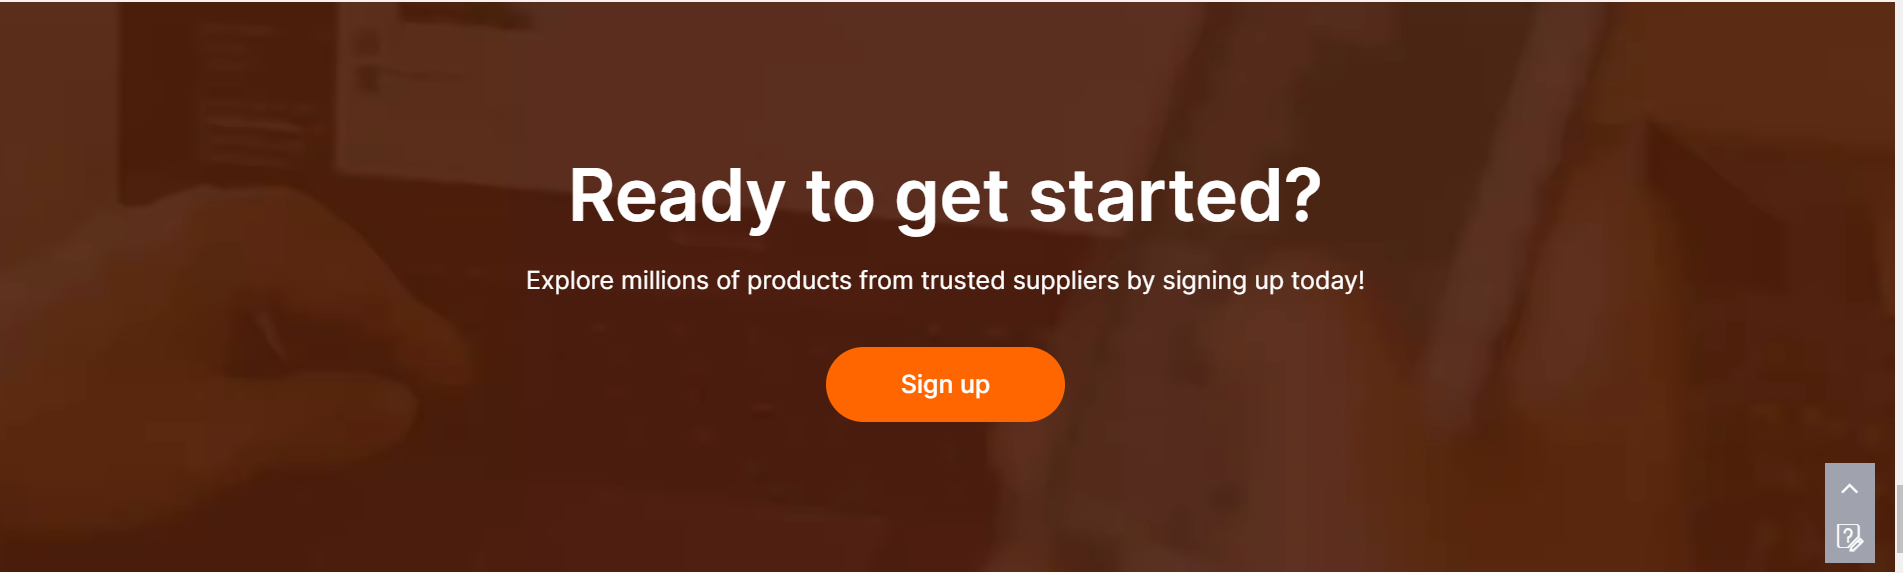 Ready to get started?
Explore millions of products from trusted suppliers by signing up today!
Sign up